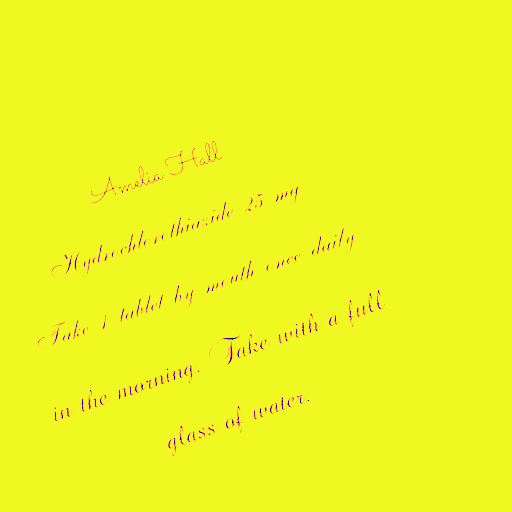 Amelia Hall
Hydrochlorothiazide 25 mg
Take 1 tablet by mouth once daily
in the morning. Take with a full
glass of water.